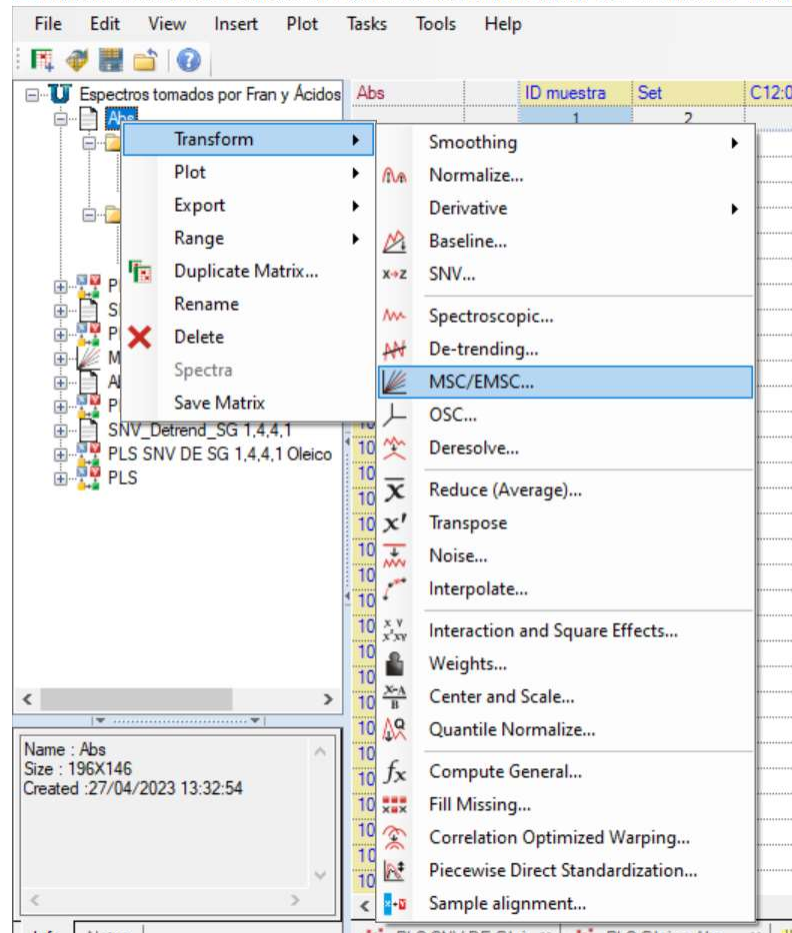 File Edit View Insert Plot Tasks Tools Help
Espectros tomados por Fran y Ácidos
Abs
SNV_Detrend_SG 1,4,4,1
PLS SNV DE SG 1,4,4,1 Oleico
PLS
Transform
Plot
Export
Range
Duplicate Matrix...
Rename
Delete
Spectra
Save Matrix
Abs ID muestra Set C12:0
1 2
Smoothing
Normalize...
Derivative
Baseline...
SNV...
Spectroscopic...
De-trending...
MSC/EMSC...
OSC...
Deresolve...
Reduce (Average)...
Transpose
Noise...
Interpolate...
Interaction and Square Effects...
Weights...
Center and Scale...
Quantile Normalize...
Compute General...
Fill Missing...
Correlation Optimized Warping...
Piecewise Direct Standardization...
Sample alignment...
Name : Abs
Size : 196X146
Created :27/04/2023 13:32:54